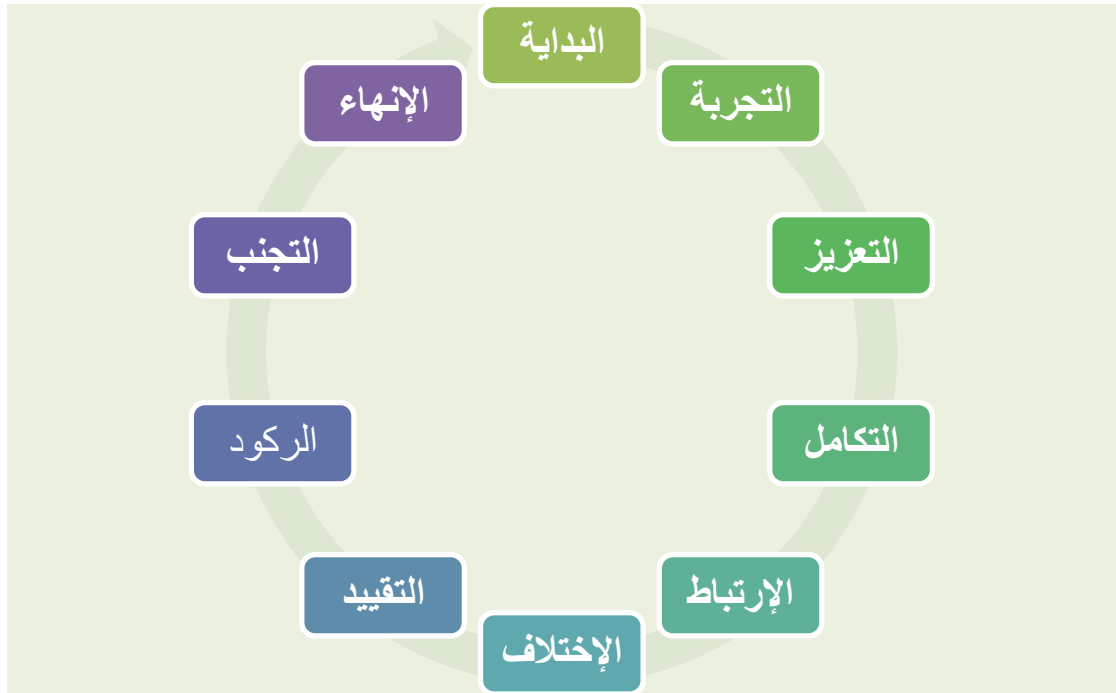 البداية
التجربة
التعزيز
التكامل
الإرتباط
الإختلاف
التقييد
الركود
التجنب
الإنهاء